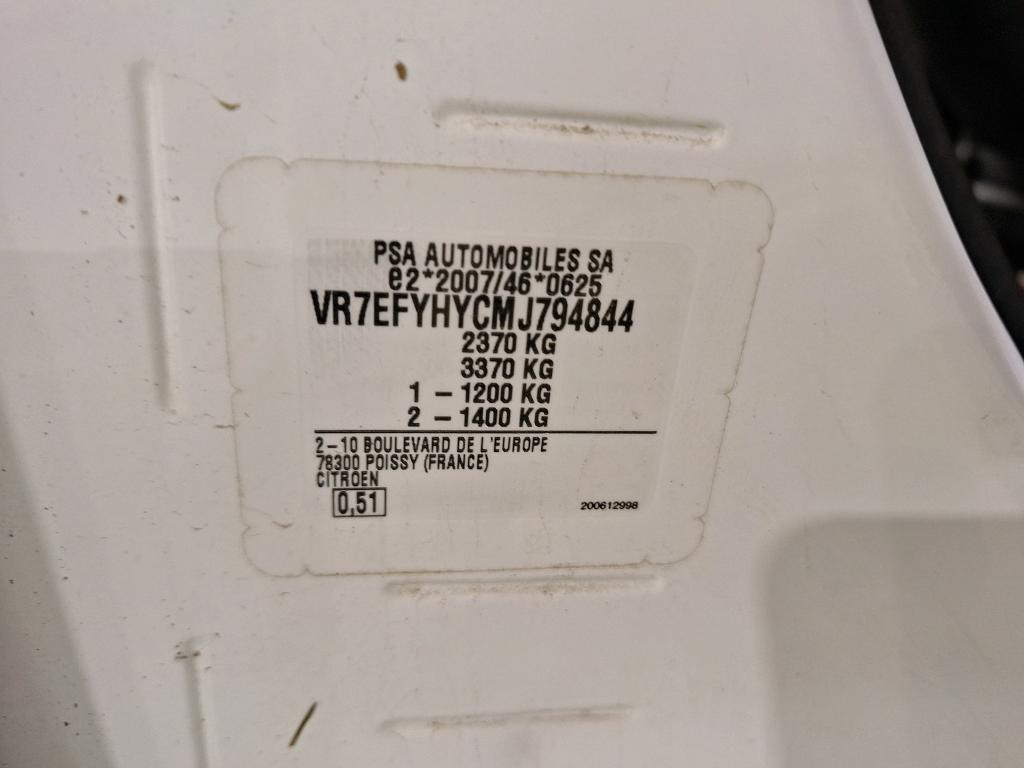 PSA AUTOMOBILES SA
e2*2007/46*0625
VR7EFYHYCMJ794844
2370 KG
3370 KG
1 - 1200 KG
2 - 1400 KG
2-10 BOULEVARD DE L'EUROPE
78300 POISSY (FRANCE)
CITROEN
0,51
200612998